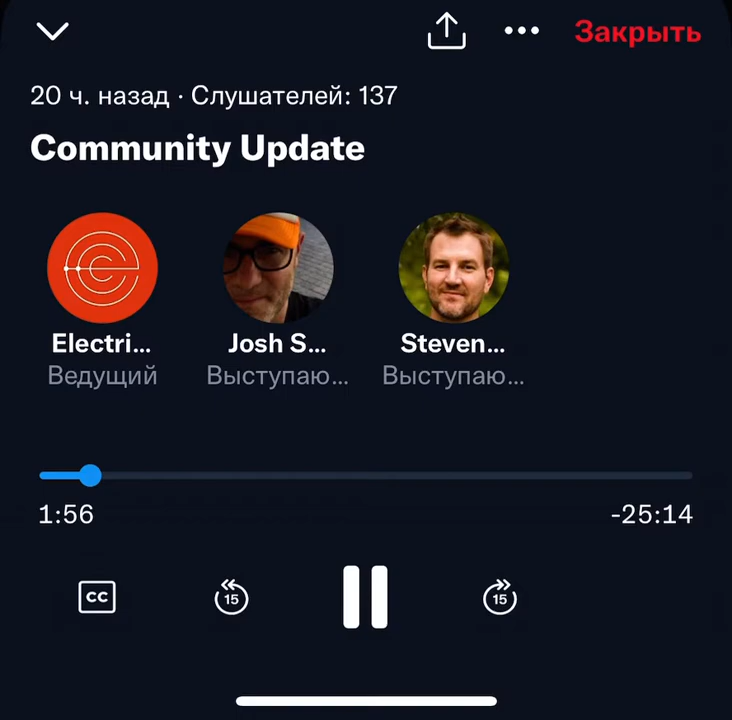 Закрыть
20 ч. назад · Слушателей: 137
Community Update
Electri... Josh S... Steven...
Ведущий Выступаю... Выступаю...
1:56 -25:14
CC 15 15